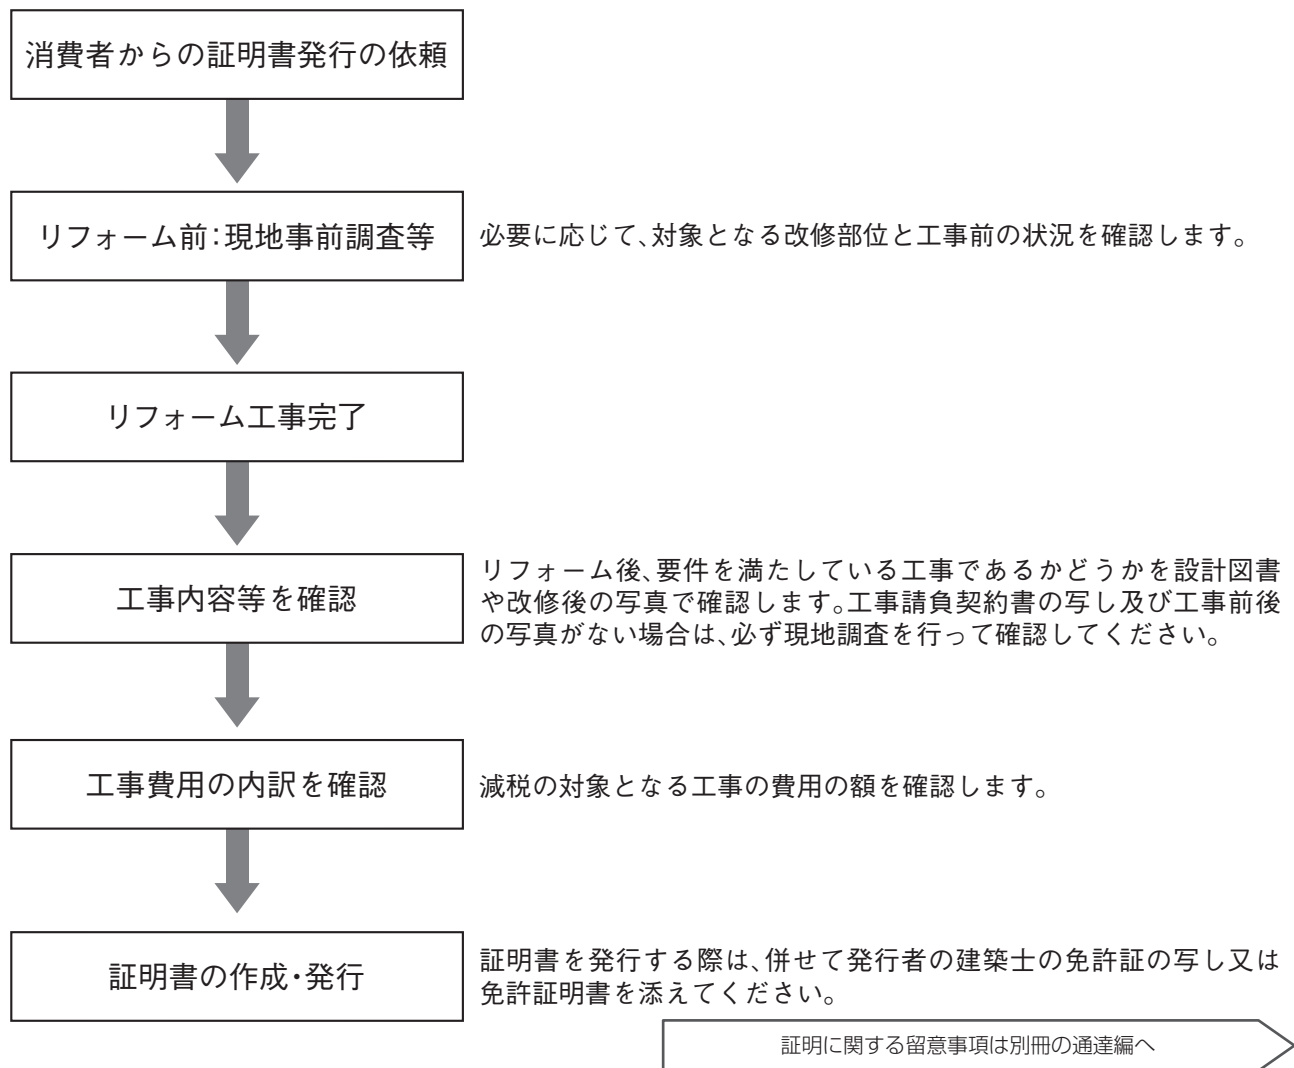 消費者からの証明書発行の依頼
リフォーム前：現地事前調査等
必要に応じて、対象となる改修部位と工事前の状況を確認します。
リフォーム工事完了
工事内容等を確認
リフォーム後、要件を満たしている工事であるかどうかを設計図書
や改修後の写真で確認します。工事請負契約書の写し及び工事前後
の写真がない場合は、必ず現地調査を行って確認してください。
工事費用の内訳を確認
減税の対象となる工事の費用の額を確認します。
証明書の作成・発行
証明書を発行する際は、併せて発行者の建築士の免許証の写し又は
免許証明書を添えてください。
証明に関する留意事項は別冊の通達編へ